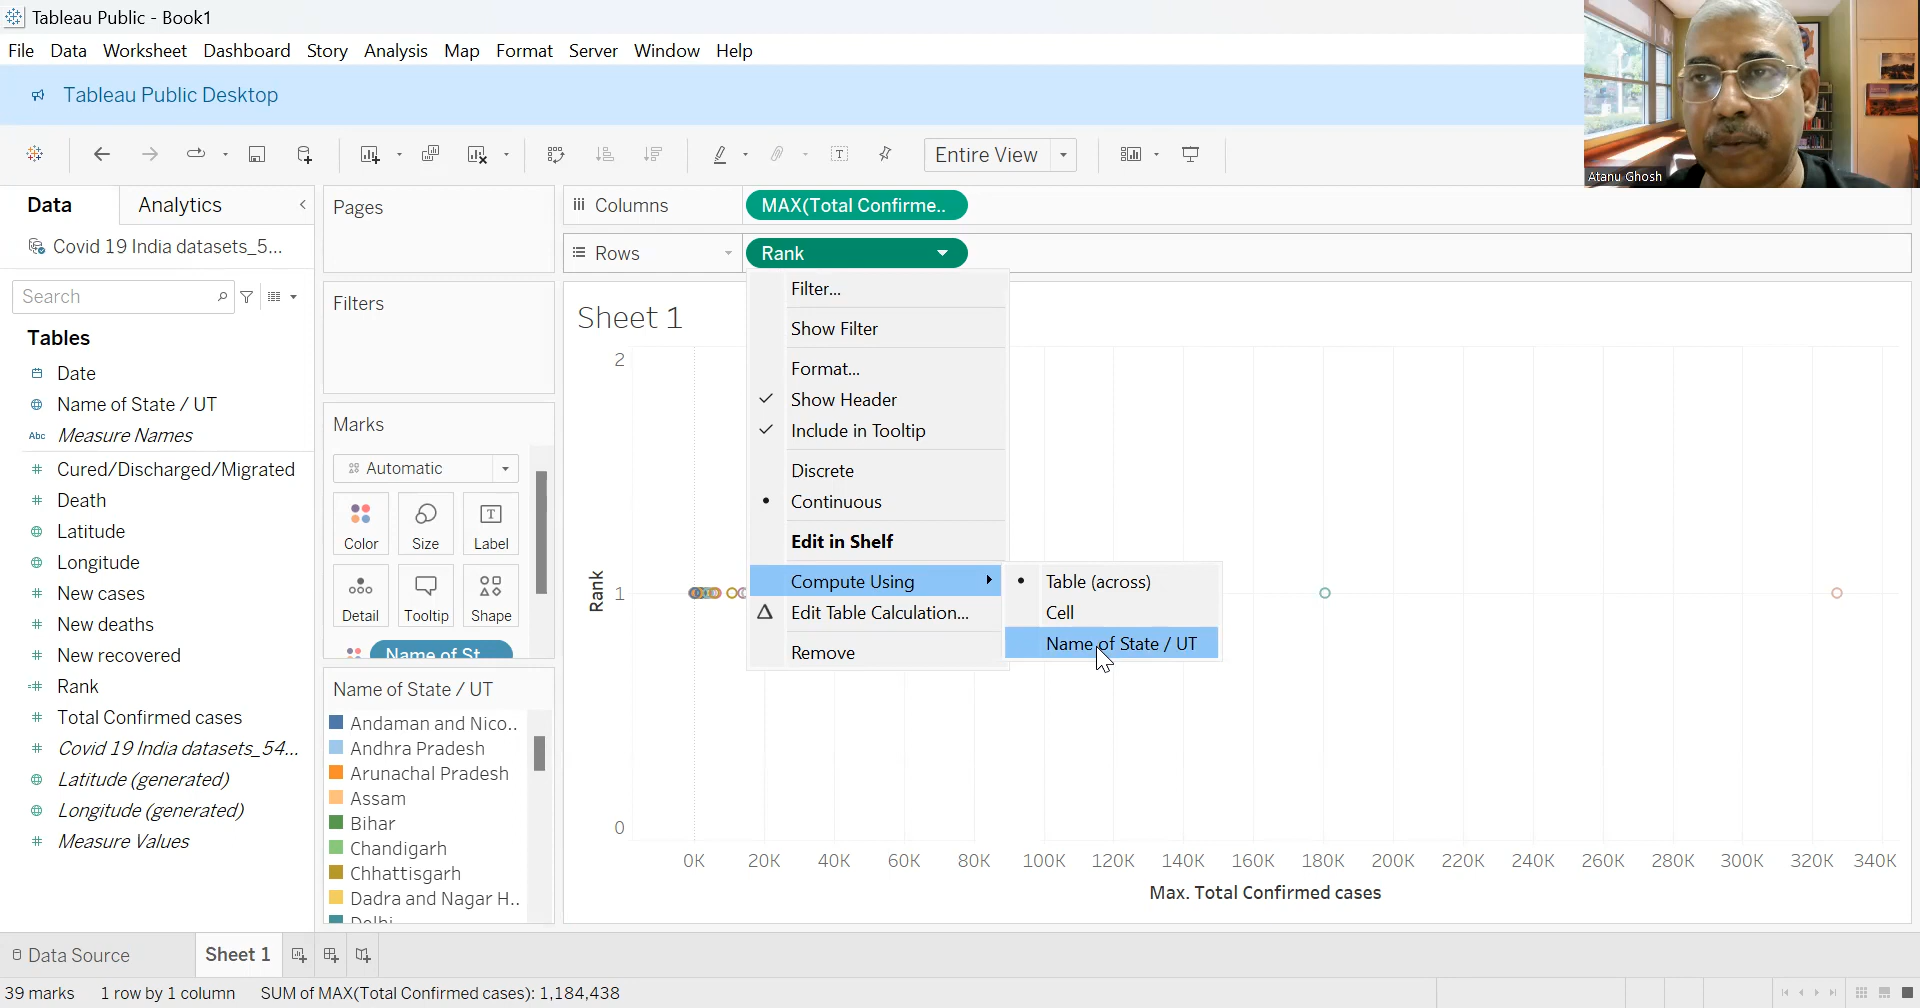 Tableau Public - Book1
File Data Worksheet Dashboard Story Analysis Map Format Server Window Help
Tableau Public Desktop
Entire View
Atanu Ghosh
Data
Analytics
Covid 19 India datasets_5...
Search
Tables
Date
Name of State / UT
Abc Measure Names
Cured/Discharged/Migrated
Death
Latitude
Longitude
New cases
New deaths
New recovered
Rank
Total Confirmed cases
Covid 19 India datasets_54...
Latitude (generated)
Longitude (generated)
Measure Values
Pages
Filters
Marks
Automatic
Color
Size
Label
Detail
Tooltip
Shape
Name of St..
Name of State / UT
Andaman and Nico..
Andhra Pradesh
Arunachal Pradesh
Assam
Bihar
Chandigarh
Chhattisgarh
Dadra and Nagar H..
Delhi
Columns
MAX(Total Confirme..
Rows
Rank
Sheet 1
Filter...
Show Filter
Format...
Show Header
Include in Tooltip
Discrete
Continuous
Edit in Shelf
Compute Using
Edit Table Calculation...
Remove
Table (across)
Cell
Name of State / UT
Rank
2
1
0
0K 20K 40K 60K 80K 100K 120K 140K 160K 180K 200K 220K 240K 260K 280K 300K 320K 340K
Max. Total Confirmed cases
Data Source
Sheet 1
39 marks 1 row by 1 column SUM of MAX(Total Confirmed cases): 1,184,438